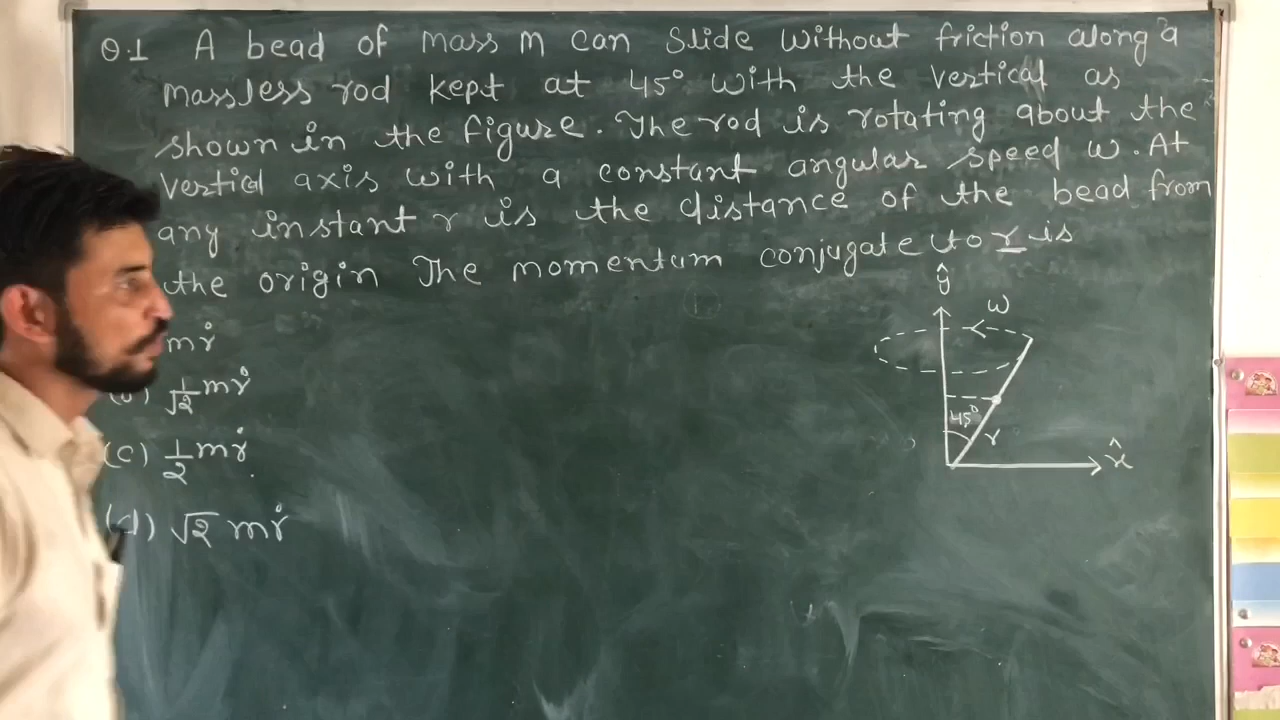 Q.1 A bead of mass m can slide without friction along a
massless rod kept at 45° with the vertical as
shown in the figure. The rod is rotating about the
vertical axis with a constant angular speed ω. At
any instant r is the distance of the bead from
the origin The momentum conjugate to r is
mṙ
(b) 1/√2 mṙ
(c) 1/2 mṙ
(d) √2 mṙ
ŷ
ω
45°
r
x̂